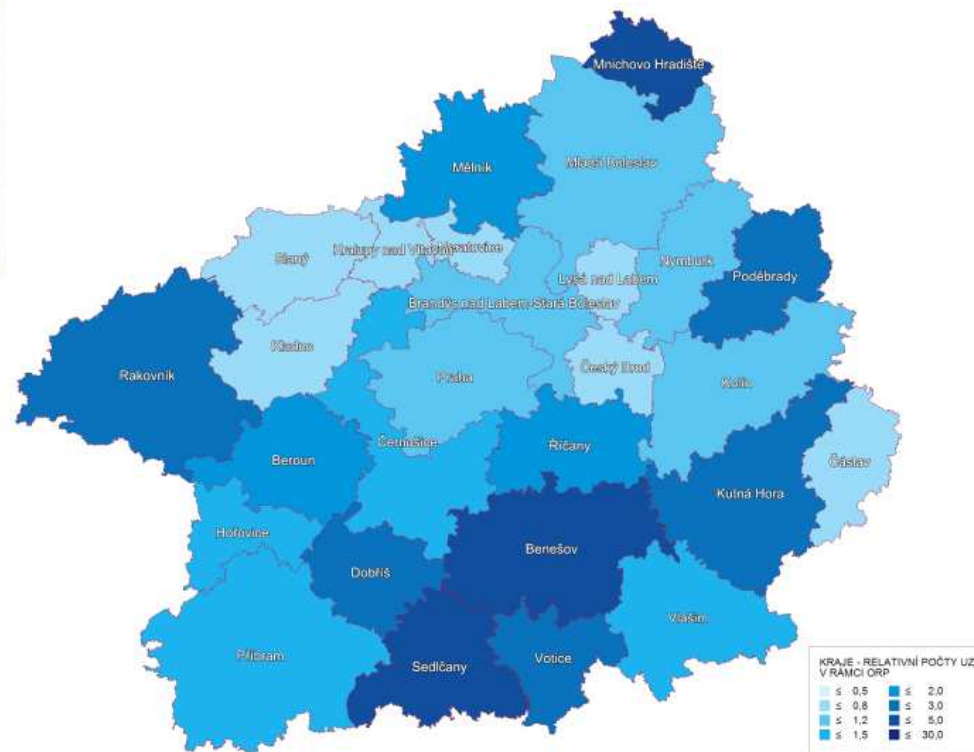 Mnichovo Hradiště
Mělník
Mladá Boleslav
Slaný
Kralupy nad Vltavou
Neratovice
Lysá nad Labem
Nymburk
Poděbrady
Brandýs nad Labem-Stará Boleslav
Kladno
Rakovník
Praha
Český Brod
Kolín
Černošice
Říčany
Beroun
Kutná Hora
Čáslav
Hořovice
Benešov
Dobříš
Vlašim
Příbram
Sedlčany
Votice
KRAJE - RELATIVNÍ POČTY UZ
V RÁMCI ORP
≤ 0,5 ≤ 2,0
≤ 0,8 ≤ 3,0
≤ 1,2 ≤ 5,0
≤ 1,5 ≤ 30,0